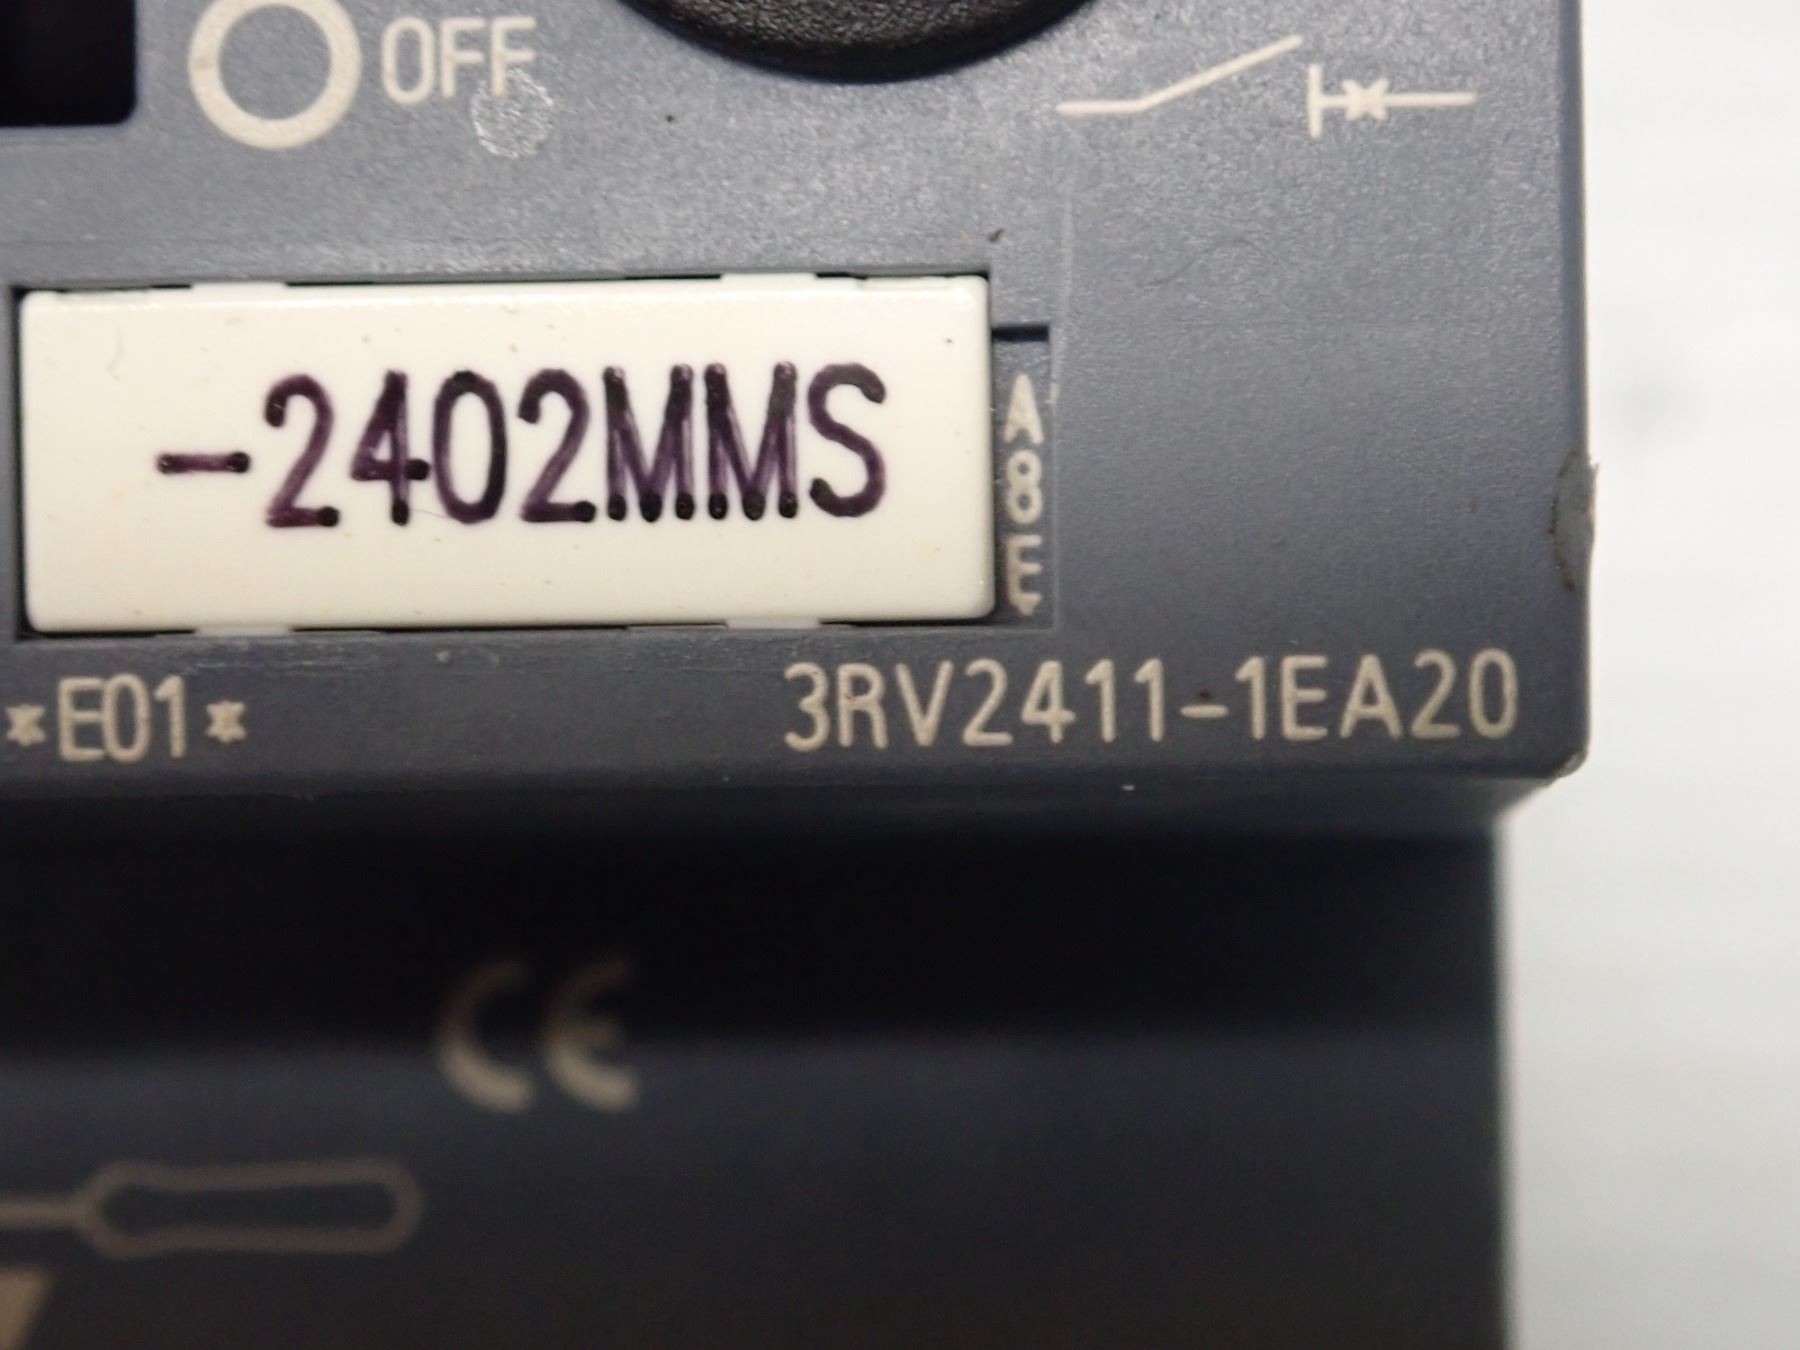 OFF
-2402MMS
A8E
*E01*
3RV2411-1EA20
CE